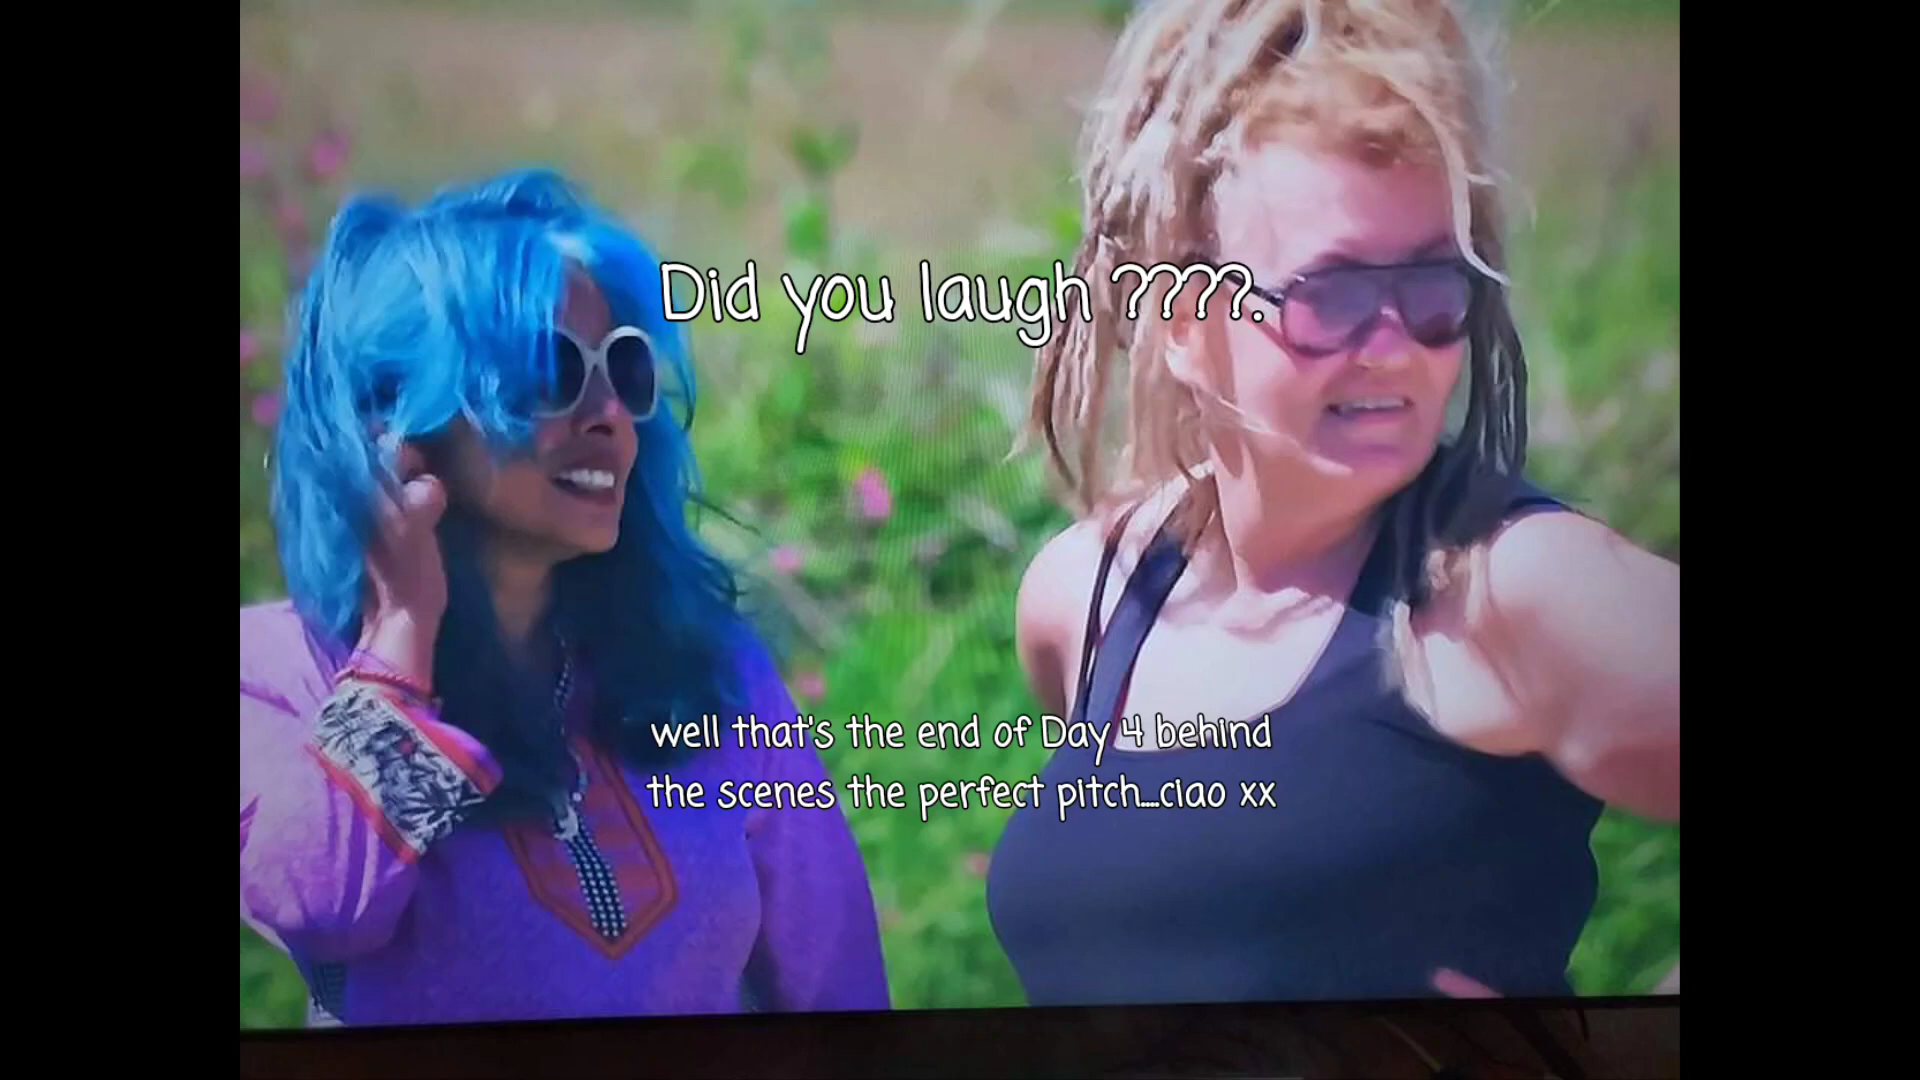 Did you laugh ????.
well that's the end of Day 4 behind
the scenes the perfect pitch....ciao xx